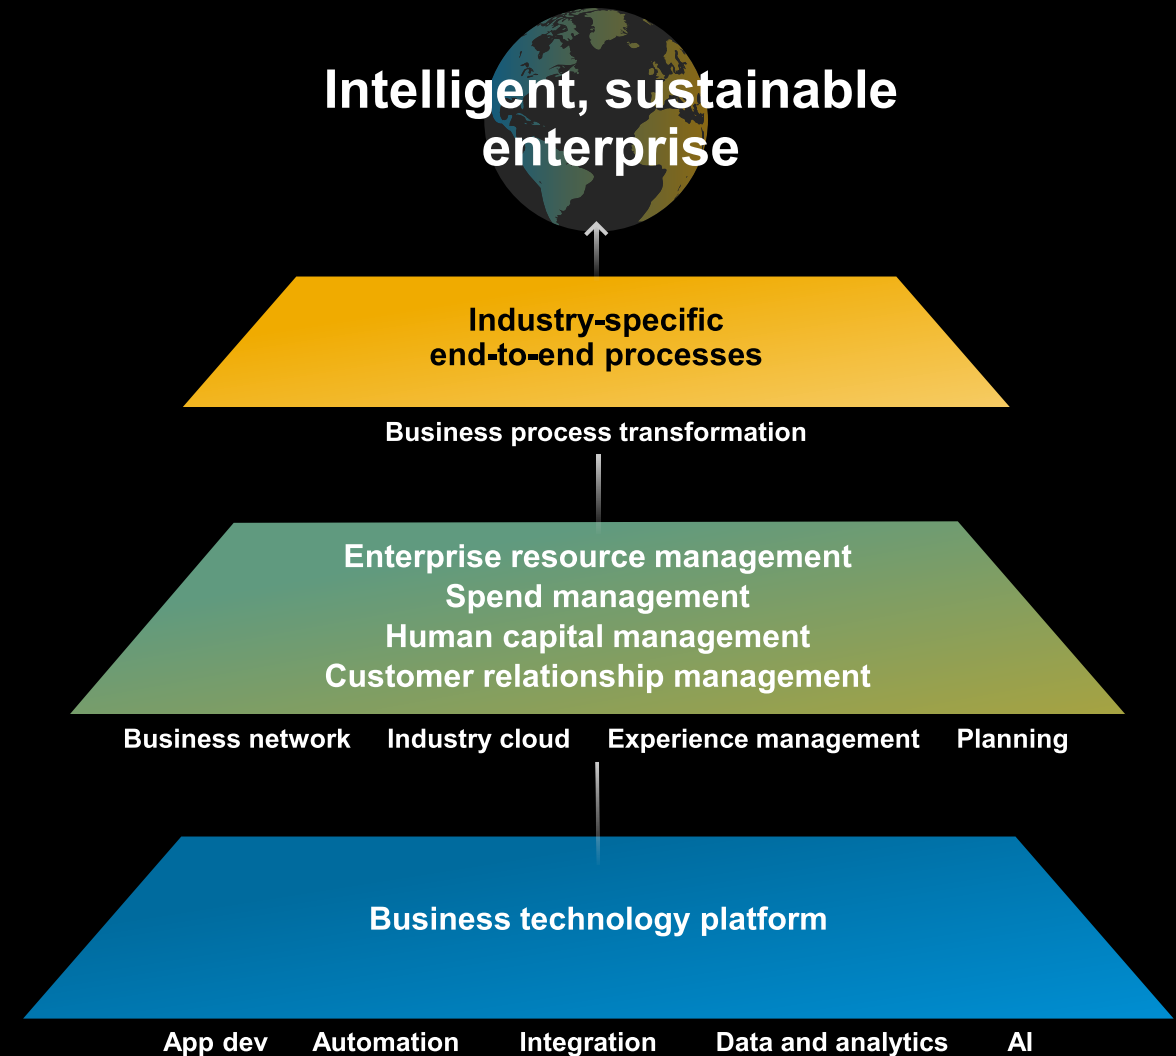 Intelligent, sustainable
enterprise
Industry-specific
end-to-end processes
Business process transformation
Enterprise resource management
Spend management
Human capital management
Customer relationship management
Business network Industry cloud Experience management Planning
Business technology platform
App dev Automation Integration Data and analytics AI